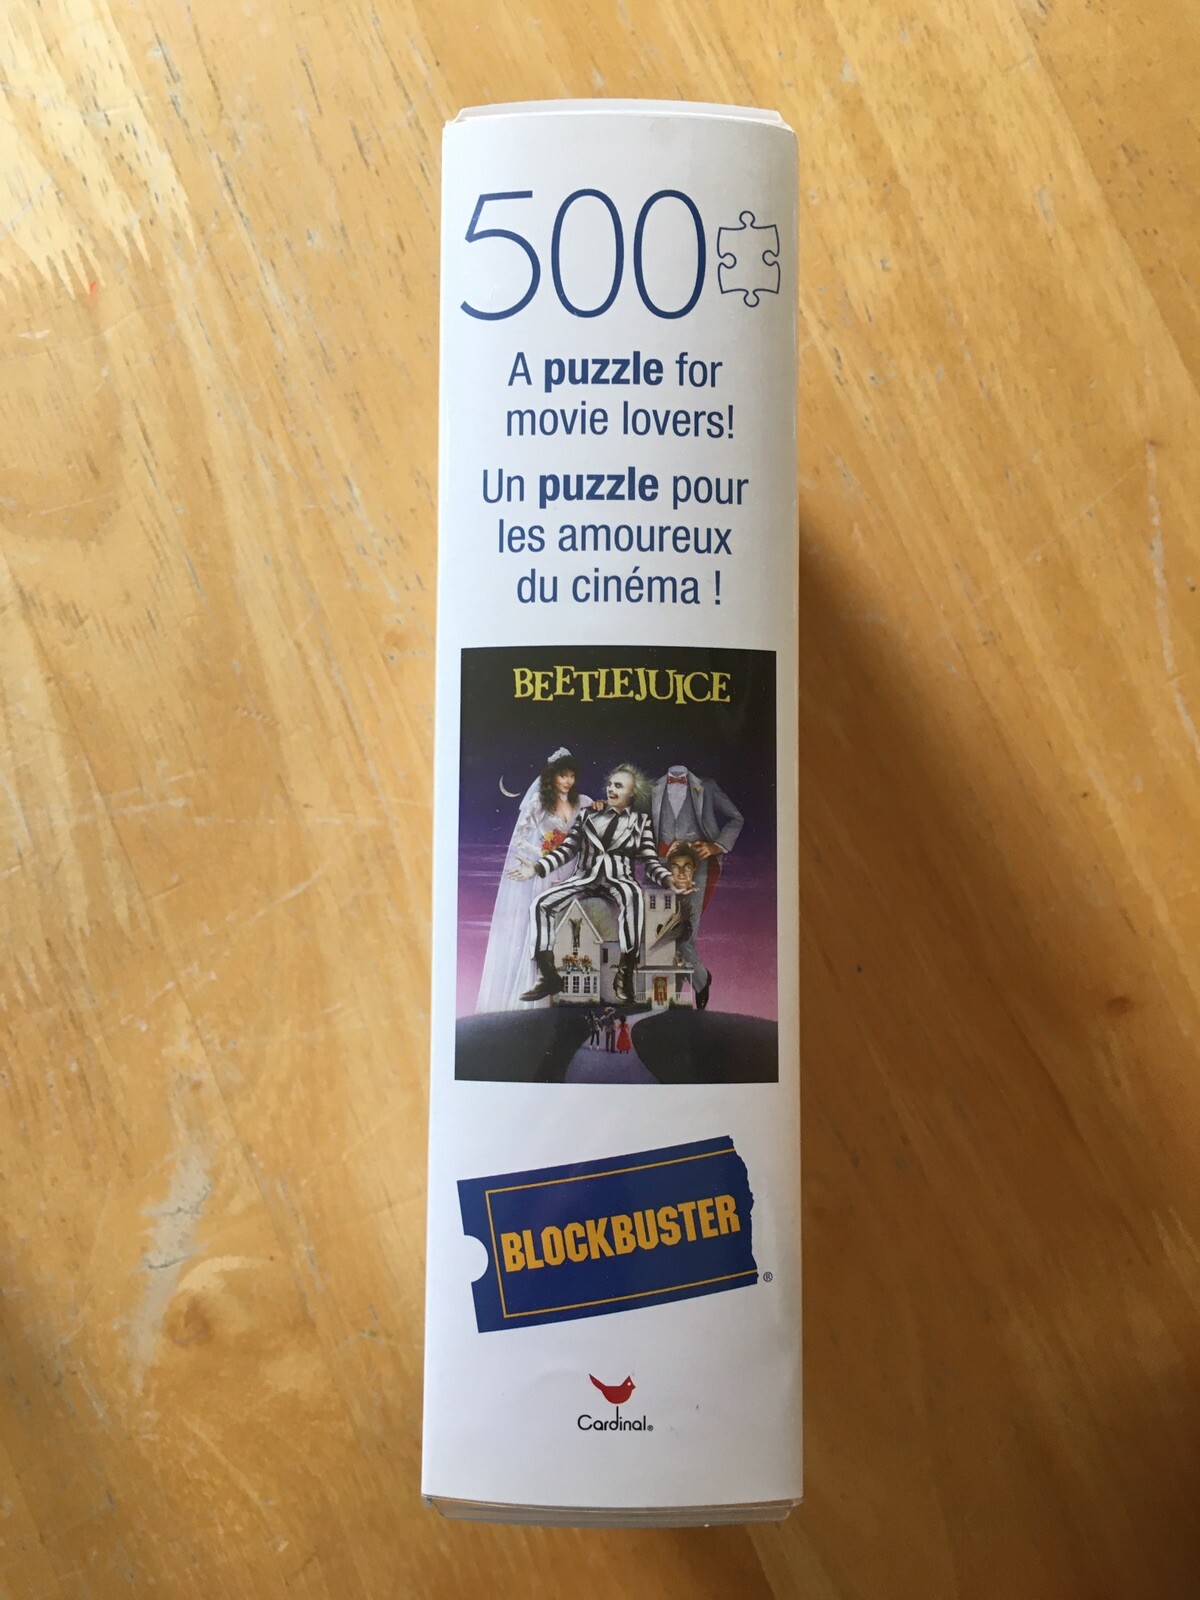 500
A puzzle for
movie lovers!
Un puzzle pour
les amoureux
du cinéma !
BEETLEJUICE
BLOCKBUSTER
®
Cardinal®